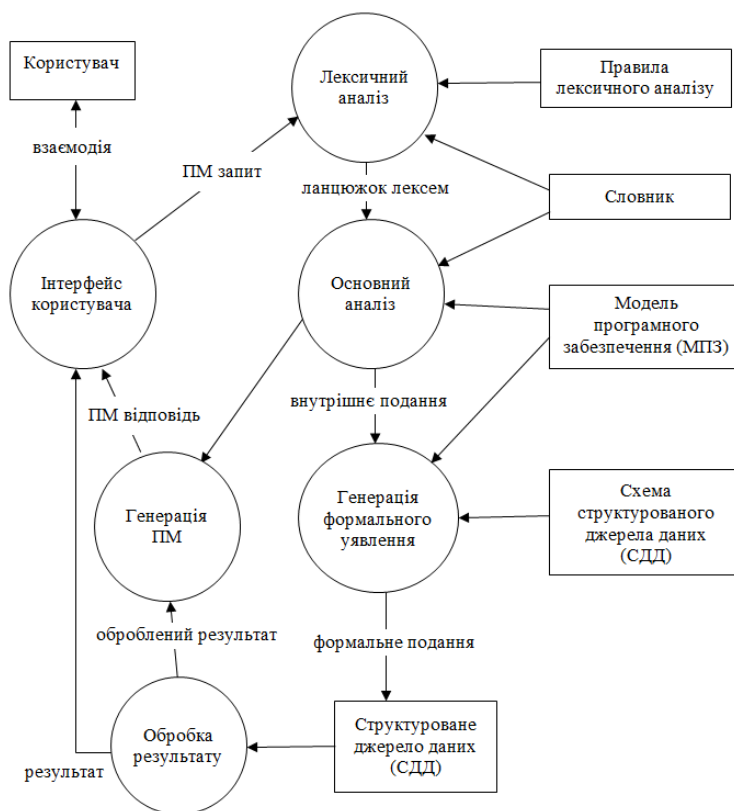 Користувач
Лексичний
аналіз
Правила
лексичного аналізу
взаємодія
ПМ запит
ланцюжок лексем
Словник
Інтерфейс
користувача
Основний
аналіз
Модель
програмного
забезпечення (МПЗ)
внутрішнє подання
ПМ відповідь
Генерація
ПМ
Генерація
формального
уявлення
Схема
структурованого
джерела даних
(СДД)
оброблений результат
формальне подання
Обробка
результату
Структуроване
джерело даних
(СДД)
результат